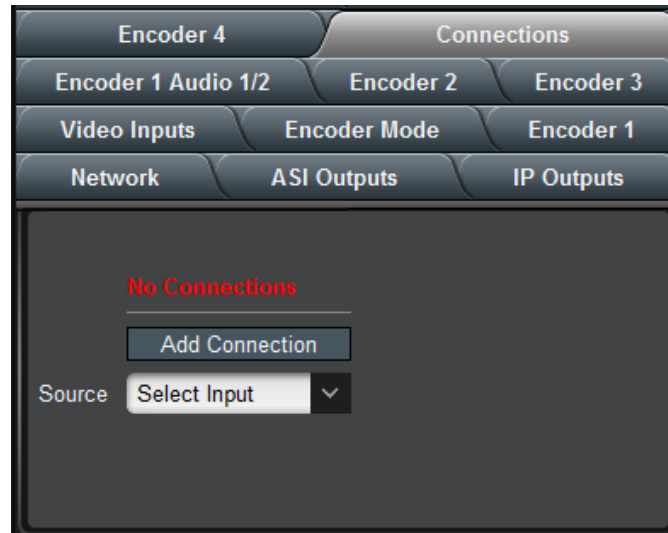 Encoder 4 Connections
Encoder 1 Audio 1/2 Encoder 2 Encoder 3
Video Inputs Encoder Mode Encoder 1
Network ASI Outputs IP Outputs
No Connections
Add Connection
Source Select Input